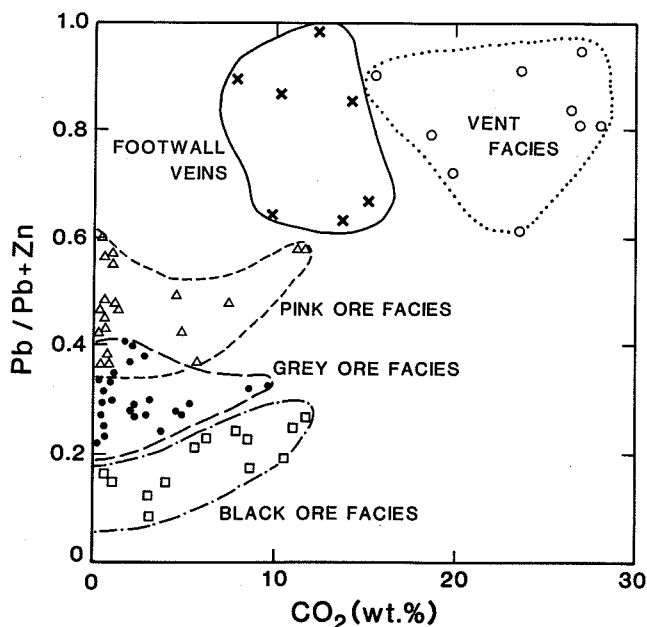 1.0
0.8
0.6
0.4
0.2
0
Pb / Pb+Zn
FOOTWALL
VEINS
VENT
FACIES
PINK ORE FACIES
GREY ORE FACIES
BLACK ORE FACIES
0
10
20
30
CO₂ (wt.%)